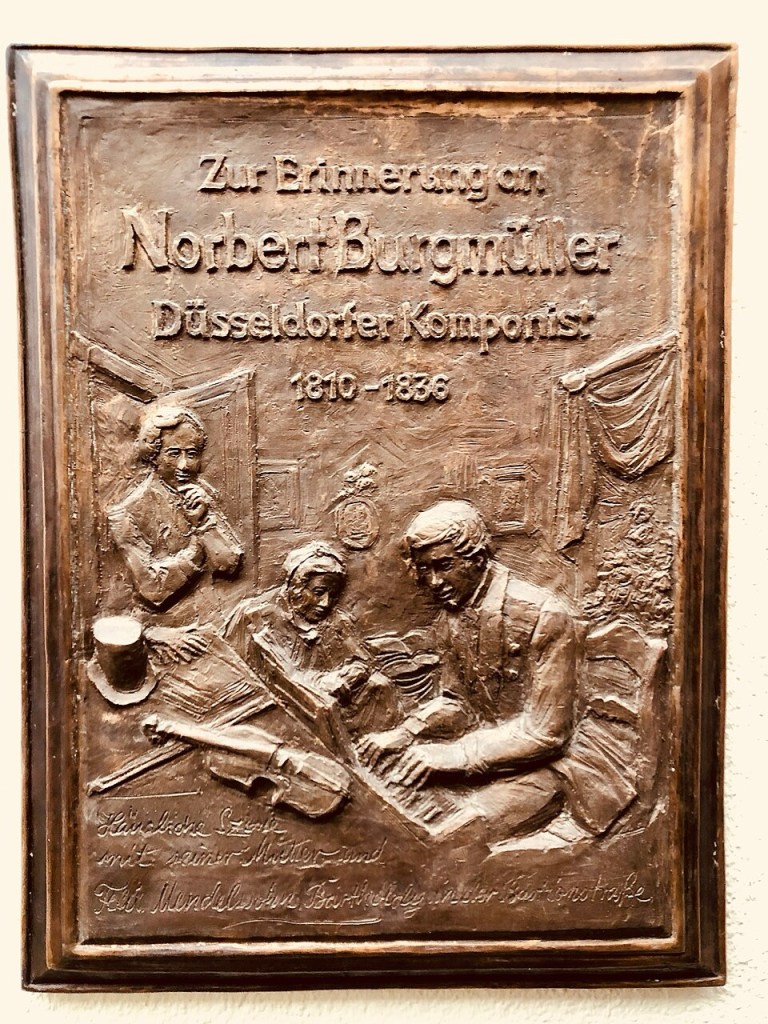 Zur Erinnerung an
Norbert Burgmüller
Düsseldorfer Komponist
1810 - 1836
Häusliche Szene
mit seiner Mutter und
Felix Mendelssohn Bartholdy in der Bastionstraße